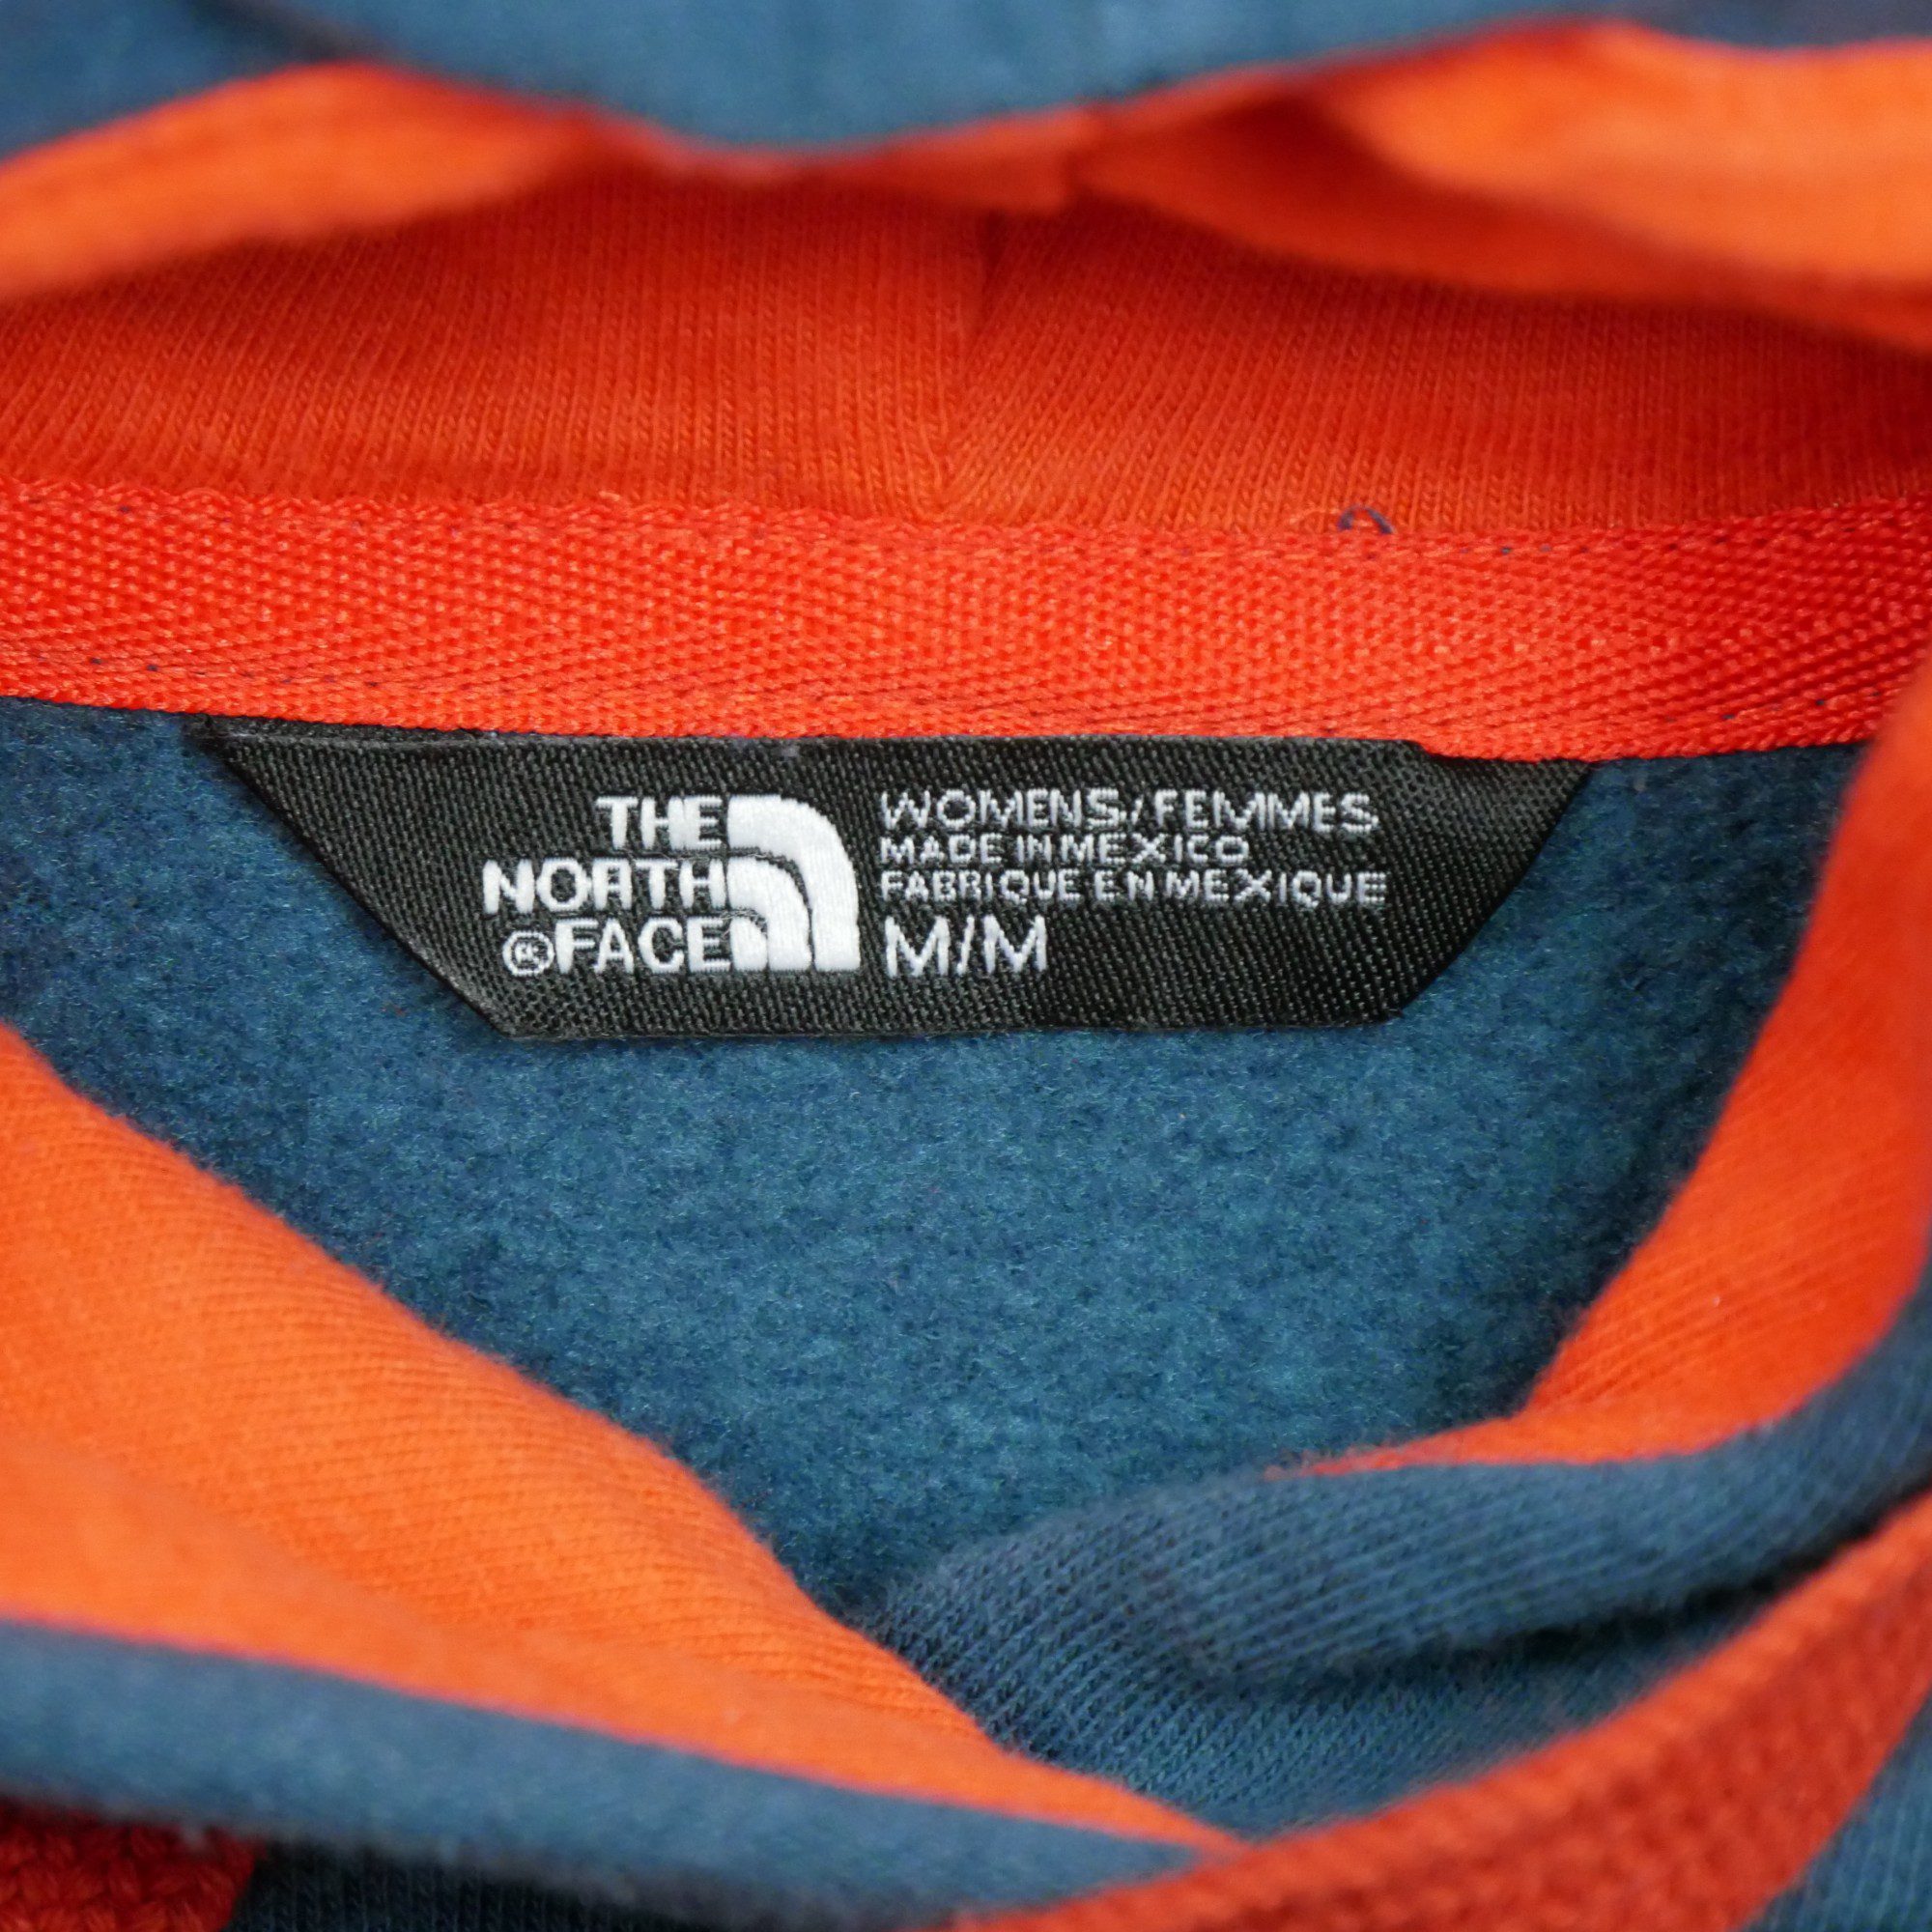 THE
NORTH
®FACE
WOMENS/FEMMES
MADE IN MEXICO
FABRIQUE EN MEXIQUE
M/M